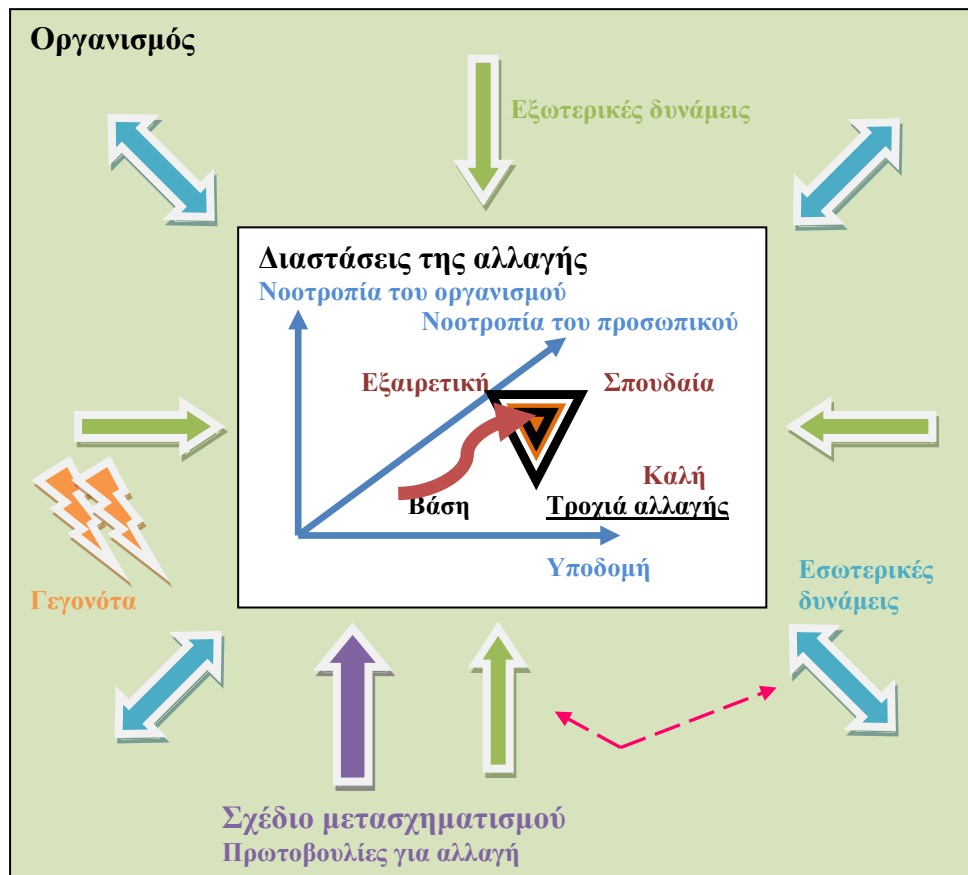 Οργανισμός
Εξωτερικές δυνάμεις
Διαστάσεις της αλλαγής
Νοοτροπία του οργανισμού
Νοοτροπία του προσωπικού
Εξαιρετική
Σπουδαία
Καλή
Βάση
Τροχιά αλλαγής
Υποδομή
Γεγονότα
Εσωτερικές
δυνάμεις
Σχέδιο μετασχηματισμού
Πρωτοβουλίες για αλλαγή